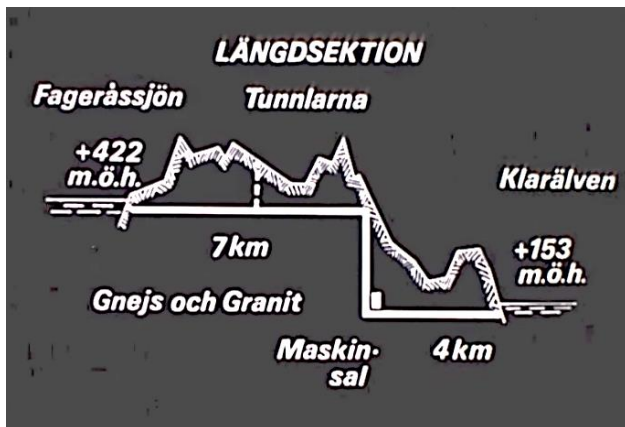 LÄNGDSEKTION
Fageråssjön
Tunnlarna
+422
m.ö.h.
Klarälven
+153
m.ö.h.
7km
Gnejs och Granit
Maskin-
sal
4km